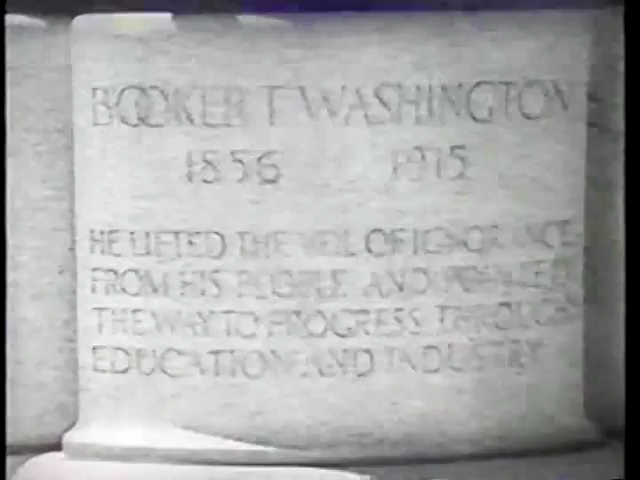 BOOKER T WASHINGTON
1856 1915
HE LIFTED THE VEIL OF IGNORANCE
FROM HIS PEOPLE AND POINTED
THE WAY TO PROGRESS THROUGH
EDUCATION AND INDUSTRY